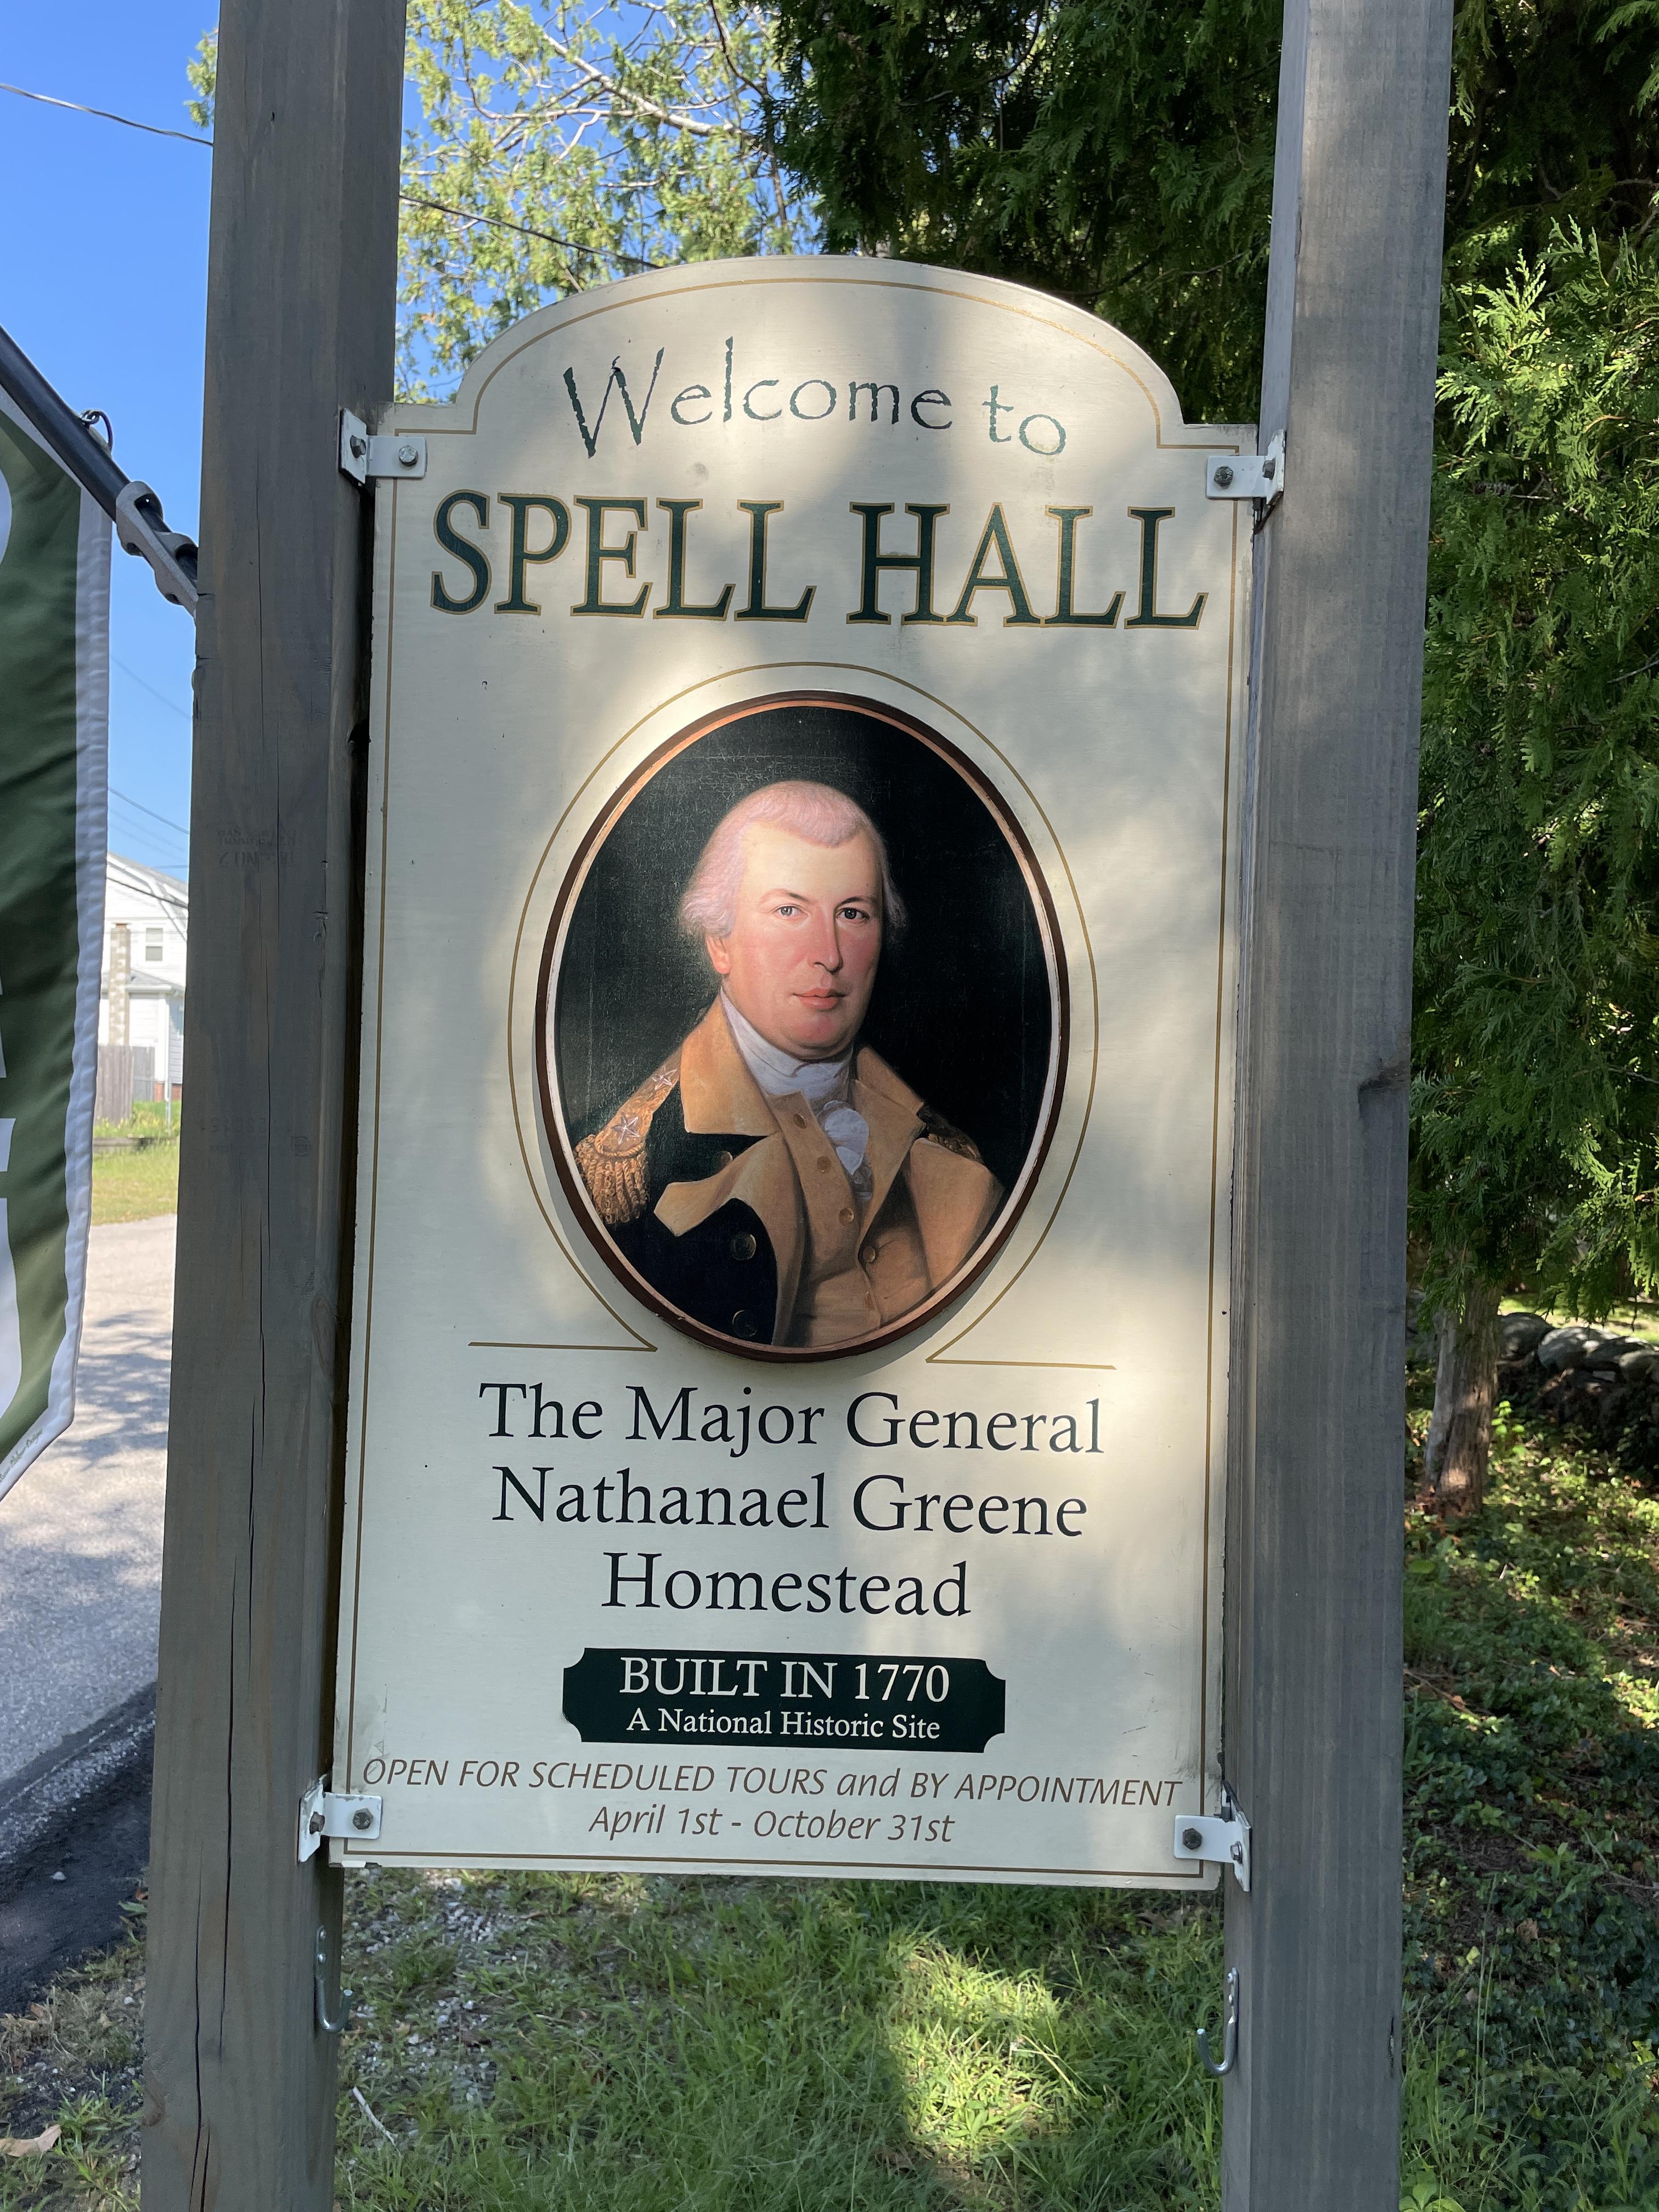 Welcome to
SPELL HALL
The Major General
Nathanael Greene
Homestead
BUILT IN 1770
A National Historic Site
OPEN FOR SCHEDULED TOURS and BY APPOINTMENT
April 1st - October 31st